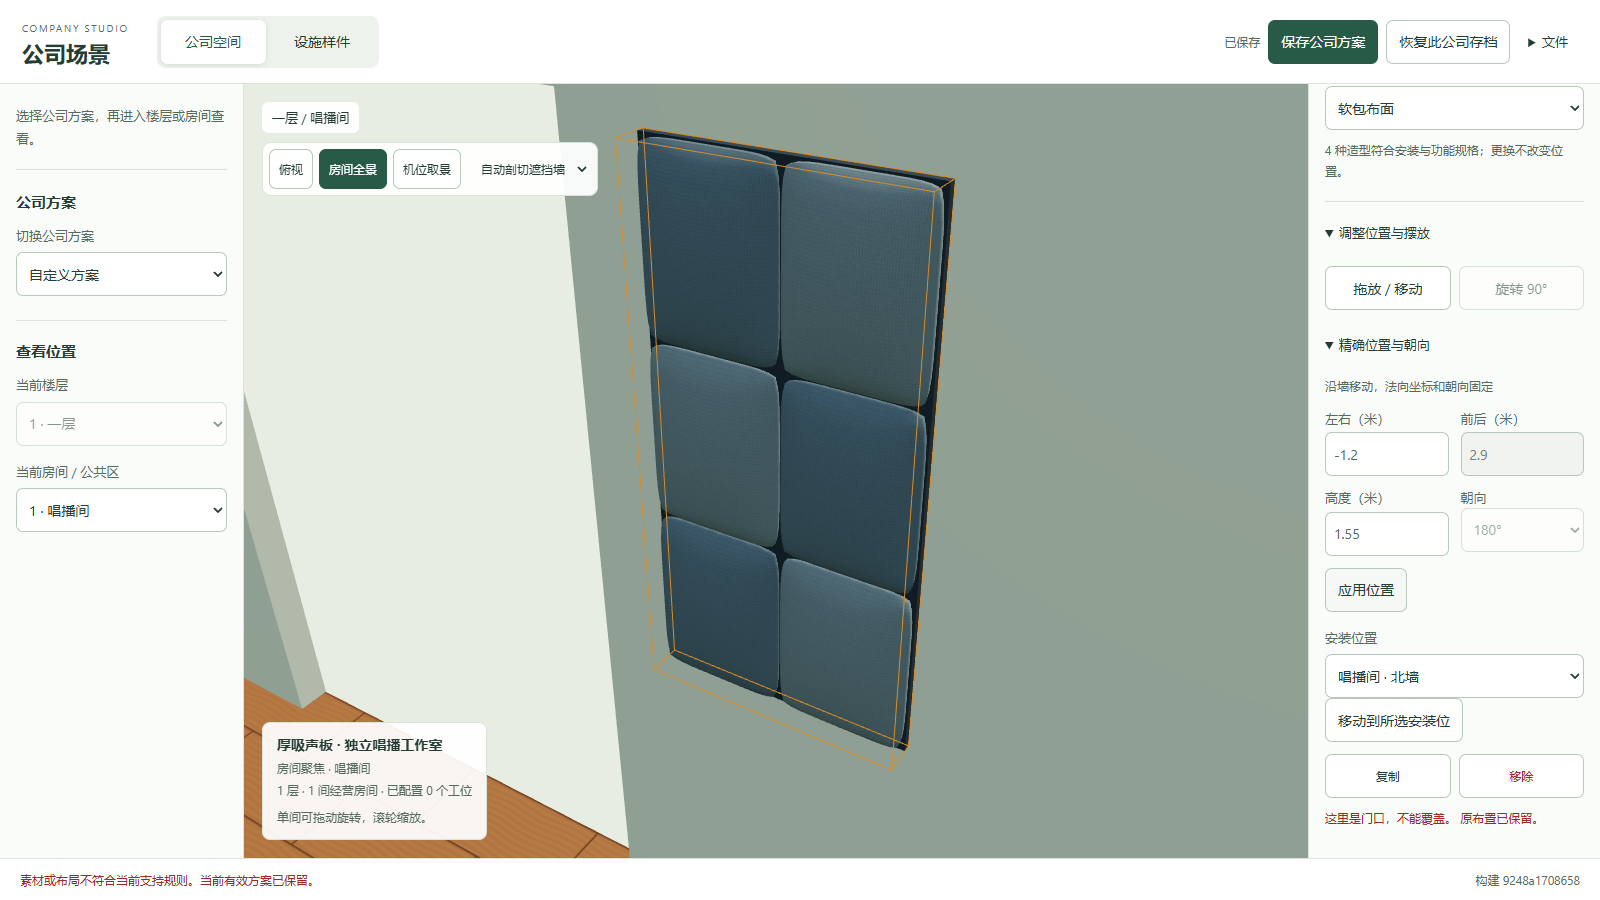 COMPANY STUDIO
公司场景
公司空间
设施样件
已保存
保存公司方案
恢复此公司存档
▶ 文件
选择公司方案，再进入楼层或房间查看。
公司方案
切换公司方案
自定义方案
查看位置
当前楼层
1 · 一层
当前房间 / 公共区
1 · 唱播间
一层 / 唱播间
俯视
房间全景
机位取景
自动剖切遮挡墙
厚吸声板 · 独立唱播工作室
房间聚焦 · 唱播间
1 层 · 1 间经营房间 · 已配置 0 个工位
单间可拖动旋转，滚轮缩放。
软包布面
4 种造型符合安装与功能规格；更换不改变位置。
▼ 调整位置与摆放
拖放 / 移动
旋转 90°
▼ 精确位置与朝向
沿墙移动，法向坐标和朝向固定
左右（米）
前后（米）
-1.2
2.9
高度（米）
朝向
1.55
180°
应用位置
安装位置
唱播间 · 北墙
移动到所选安装位
复制
移除
这里是门口，不能覆盖。 原布置已保留。
素材或布局不符合当前支持规则。当前有效方案已保留。
构建 9248a1708658